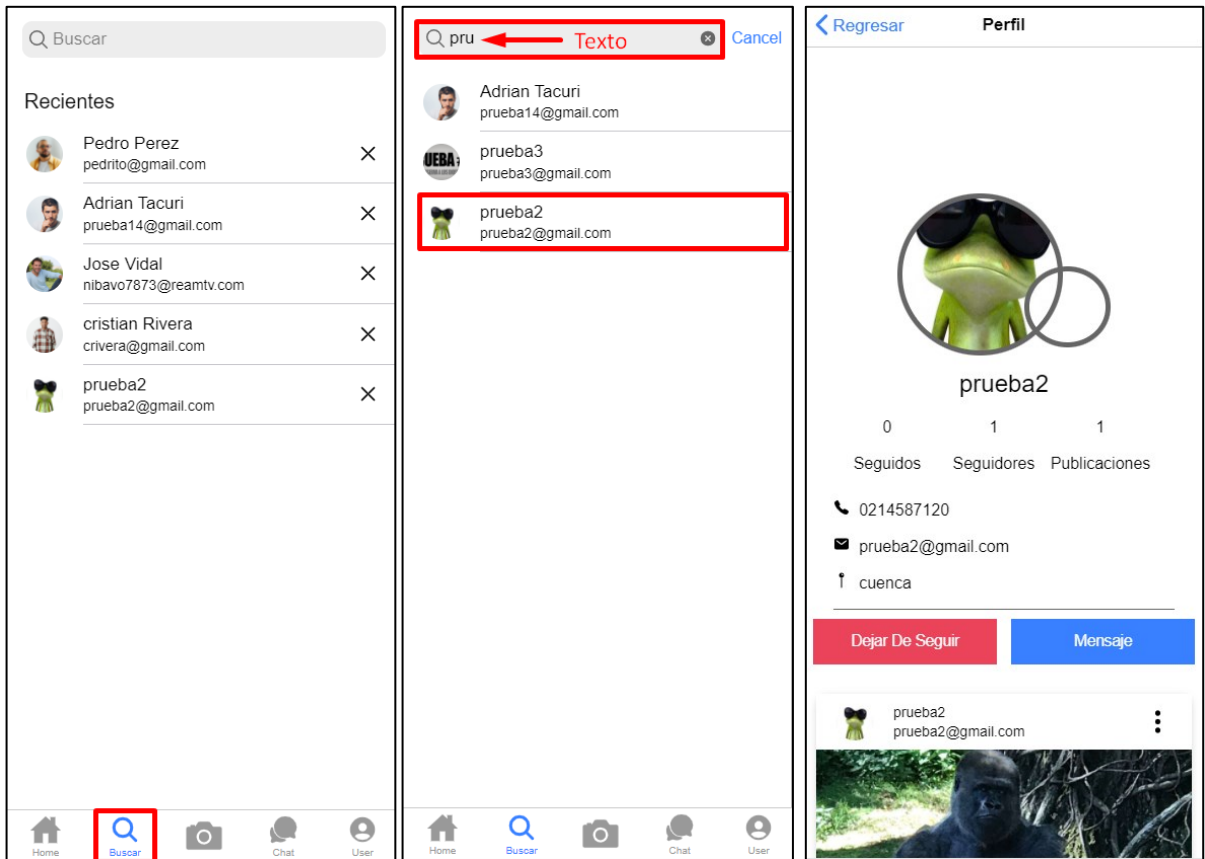 Buscar
Recientes
Pedro Perez
pedrito@gmail.com
Adrian Tacuri
prueba14@gmail.com
Jose Vidal
nibavo7873@reamtv.com
cristian Rivera
crivera@gmail.com
prueba2
prueba2@gmail.com
Home Buscar Chat User
pru Texto Cancel
Adrian Tacuri
prueba14@gmail.com
UEBA
prueba3
prueba3@gmail.com
prueba2
prueba2@gmail.com
Home Buscar Chat User
Regresar Perfil
prueba2
0 1 1
Seguidos Seguidores Publicaciones
0214587120
prueba2@gmail.com
cuenca
Dejar De Seguir Mensaje
prueba2
prueba2@gmail.com